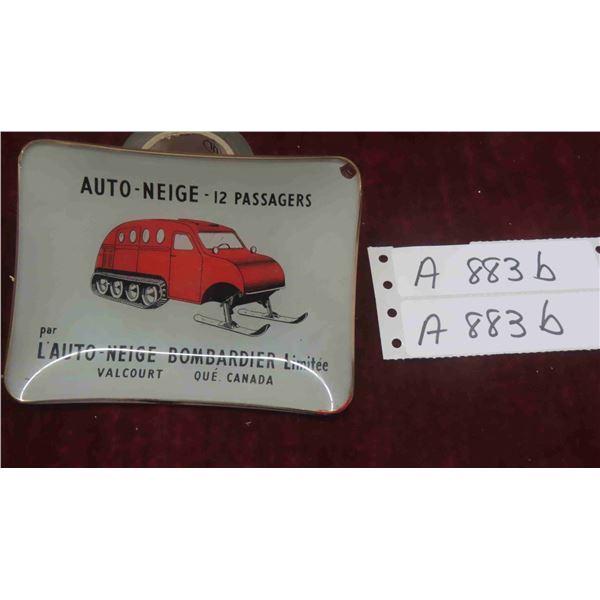 AUTO-NEIGE - 12 PASSAGERS
par
L'AUTO-NEIGE BOMBARDIER Limitée
VALCOURT QUÉ. CANADA
A 883 b
A 883 b